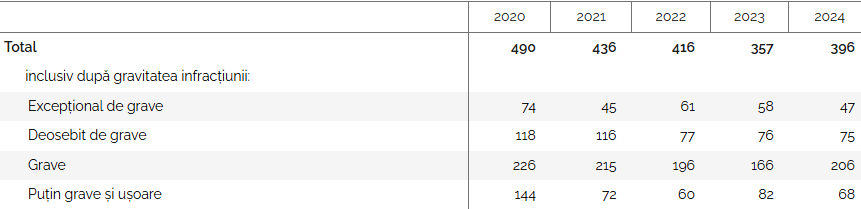 2020 2021 2022 2023 2024
Total 490 436 416 357 396
inclusiv după gravitatea infracțiunii:
Excepțional de grave 74 45 61 58 47
Deosebit de grave 118 116 77 76 75
Grave 226 215 196 166 206
Puțin grave și ușoare 144 72 60 82 68